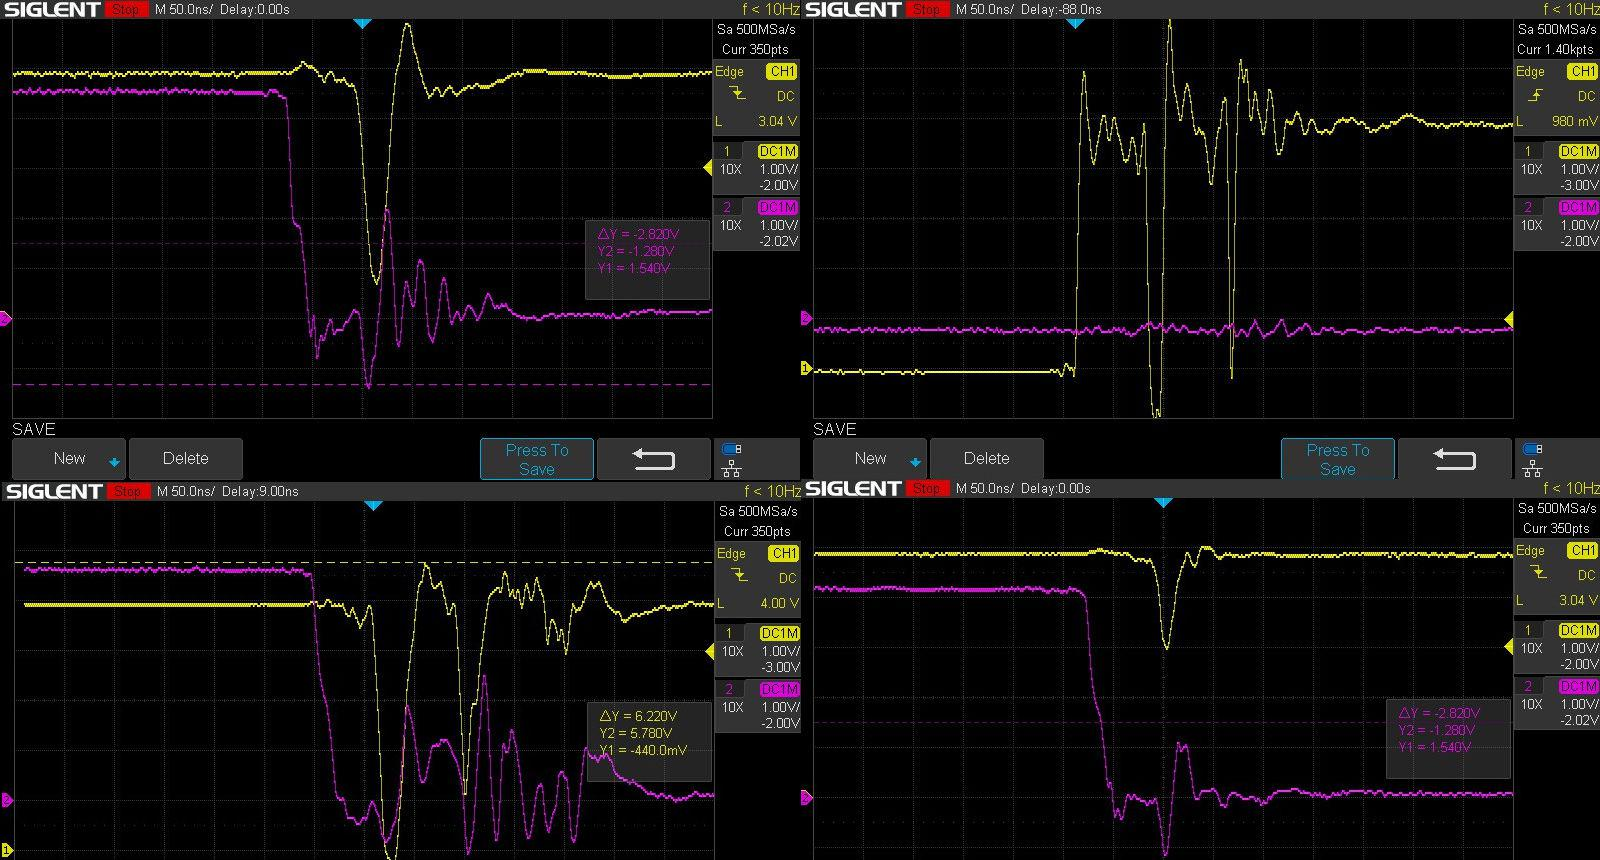 SIGLENT Stop M 50.0ns/ Delay:0.00s f < 10Hz
Sa 500MSa/s
Curr 350pts
Edge CH1
DC
L 3.04 V
1 DC1M
10X 1.00V/
-2.00V
2 DC1M
10X 1.00V/
-2.02V
ΔY = -2.820V
Y2 = -1.280V
Y1 = 1.540V
2
SAVE
New Delete Press To
Save
SIGLENT Stop M 50.0ns/ Delay:-88.0ns f < 10Hz
Sa 500MSa/s
Curr 1.40kpts
Edge CH1
DC
L 980 mV
1 DC1M
10X 1.00V/
-3.00V
2 DC1M
10X 1.00V/
-2.00V
2
1
SAVE
New Delete Press To
Save
SIGLENT Stop M 50.0ns/ Delay:9.00ns f < 10Hz
Sa 500MSa/s
Curr 350pts
Edge CH1
DC
L 4.00 V
1 DC1M
10X 1.00V/
-3.00V
2 DC1M
10X 1.00V/
-2.00V
ΔY = 6.220V
Y2 = 5.780V
Y1 = -440.0mV
2
1
SIGLENT Stop M 50.0ns/ Delay:0.00s f < 10Hz
Sa 500MSa/s
Curr 350pts
Edge CH1
DC
L 3.04 V
1 DC1M
10X 1.00V/
-2.00V
2 DC1M
10X 1.00V/
-2.02V
ΔY = -2.820V
Y2 = -1.280V
Y1 = 1.540V
2